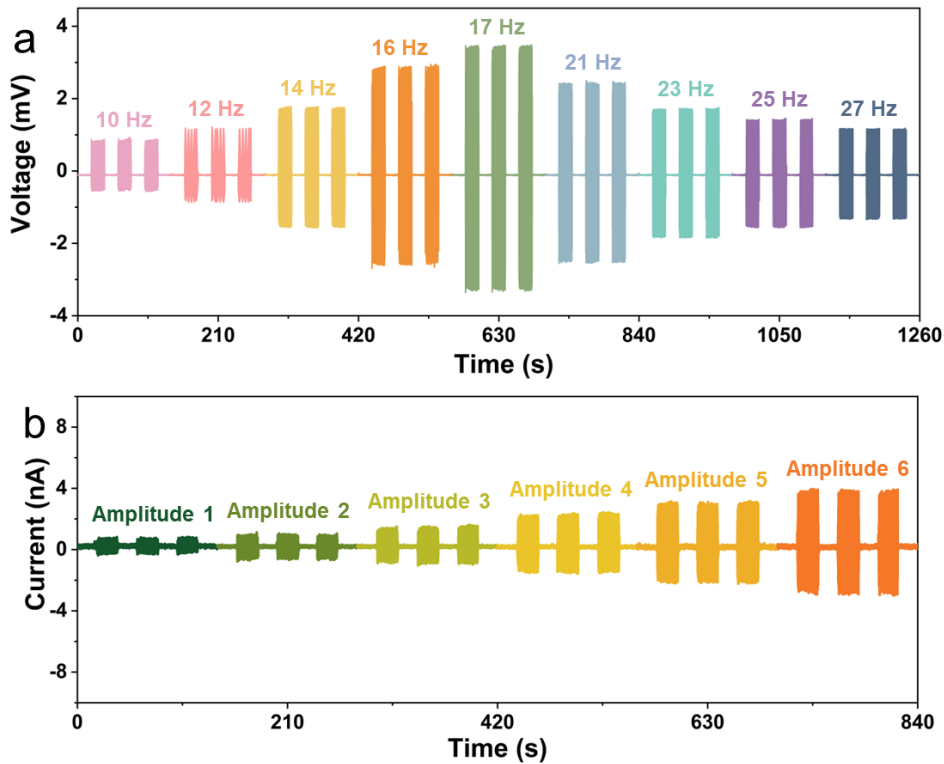 a
17 Hz
16 Hz
21 Hz
14 Hz
23 Hz
12 Hz
25 Hz
10 Hz
27 Hz
4
2
0
-2
-4
Voltage (mV)
0 210 420 630 840 1050 1260
Time (s)
b
8
4
0
-4
-8
Current (nA)
Amplitude 1 Amplitude 2 Amplitude 3 Amplitude 4 Amplitude 5 Amplitude 6
0 210 420 630 840
Time (s)